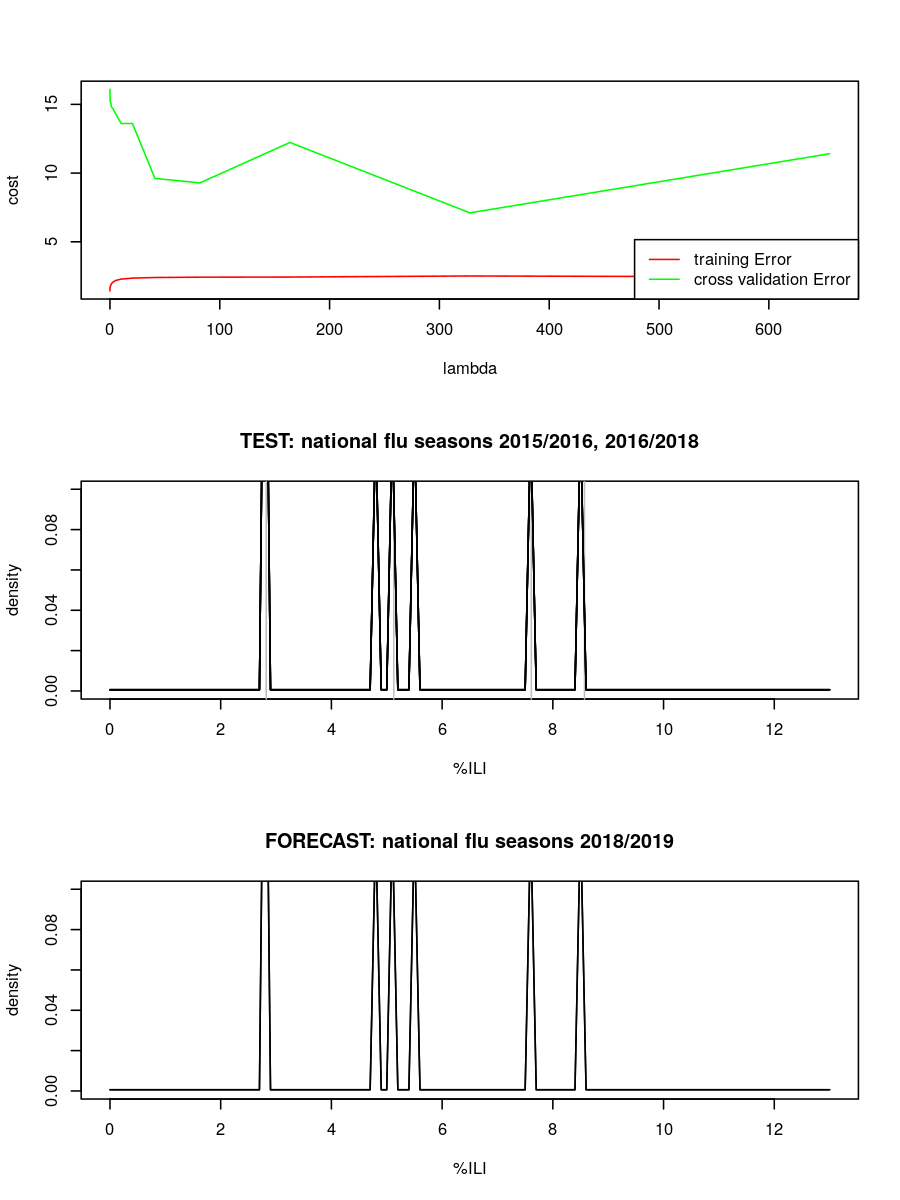 cost
15
10
5
training Error
cross validation Error
0 100 200 300 400 500 600
lambda
TEST: national flu seasons 2015/2016, 2016/2018
density
0.08
0.04
0.00
0 2 4 6 8 10 12
%ILI
FORECAST: national flu seasons 2018/2019
density
0.08
0.04
0.00
0 2 4 6 8 10 12
%ILI